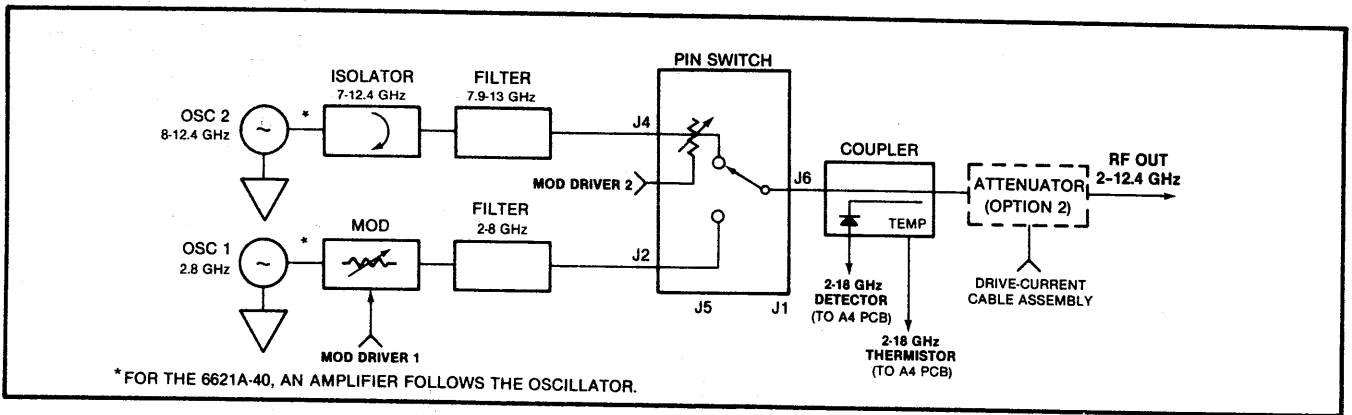 PIN SWITCH
ISOLATOR
7-12.4 GHz
FILTER
7.9-13 GHz
OSC 2
8-12.4 GHz
*
~
J4
MOD DRIVER 2
COUPLER
TEMP
J6
ATTENUATOR
(OPTION 2)
RF OUT
2-12.4 GHz
OSC 1
2.8 GHz
*
~
MOD
FILTER
2-8 GHz
J2
J5
J1
MOD DRIVER 1
2-18 GHz
DETECTOR
(TO A4 PCB)
2-18 GHz
THERMISTOR
(TO A4 PCB)
DRIVE-CURRENT
CABLE ASSEMBLY
*FOR THE 6621A-40, AN AMPLIFIER FOLLOWS THE OSCILLATOR.